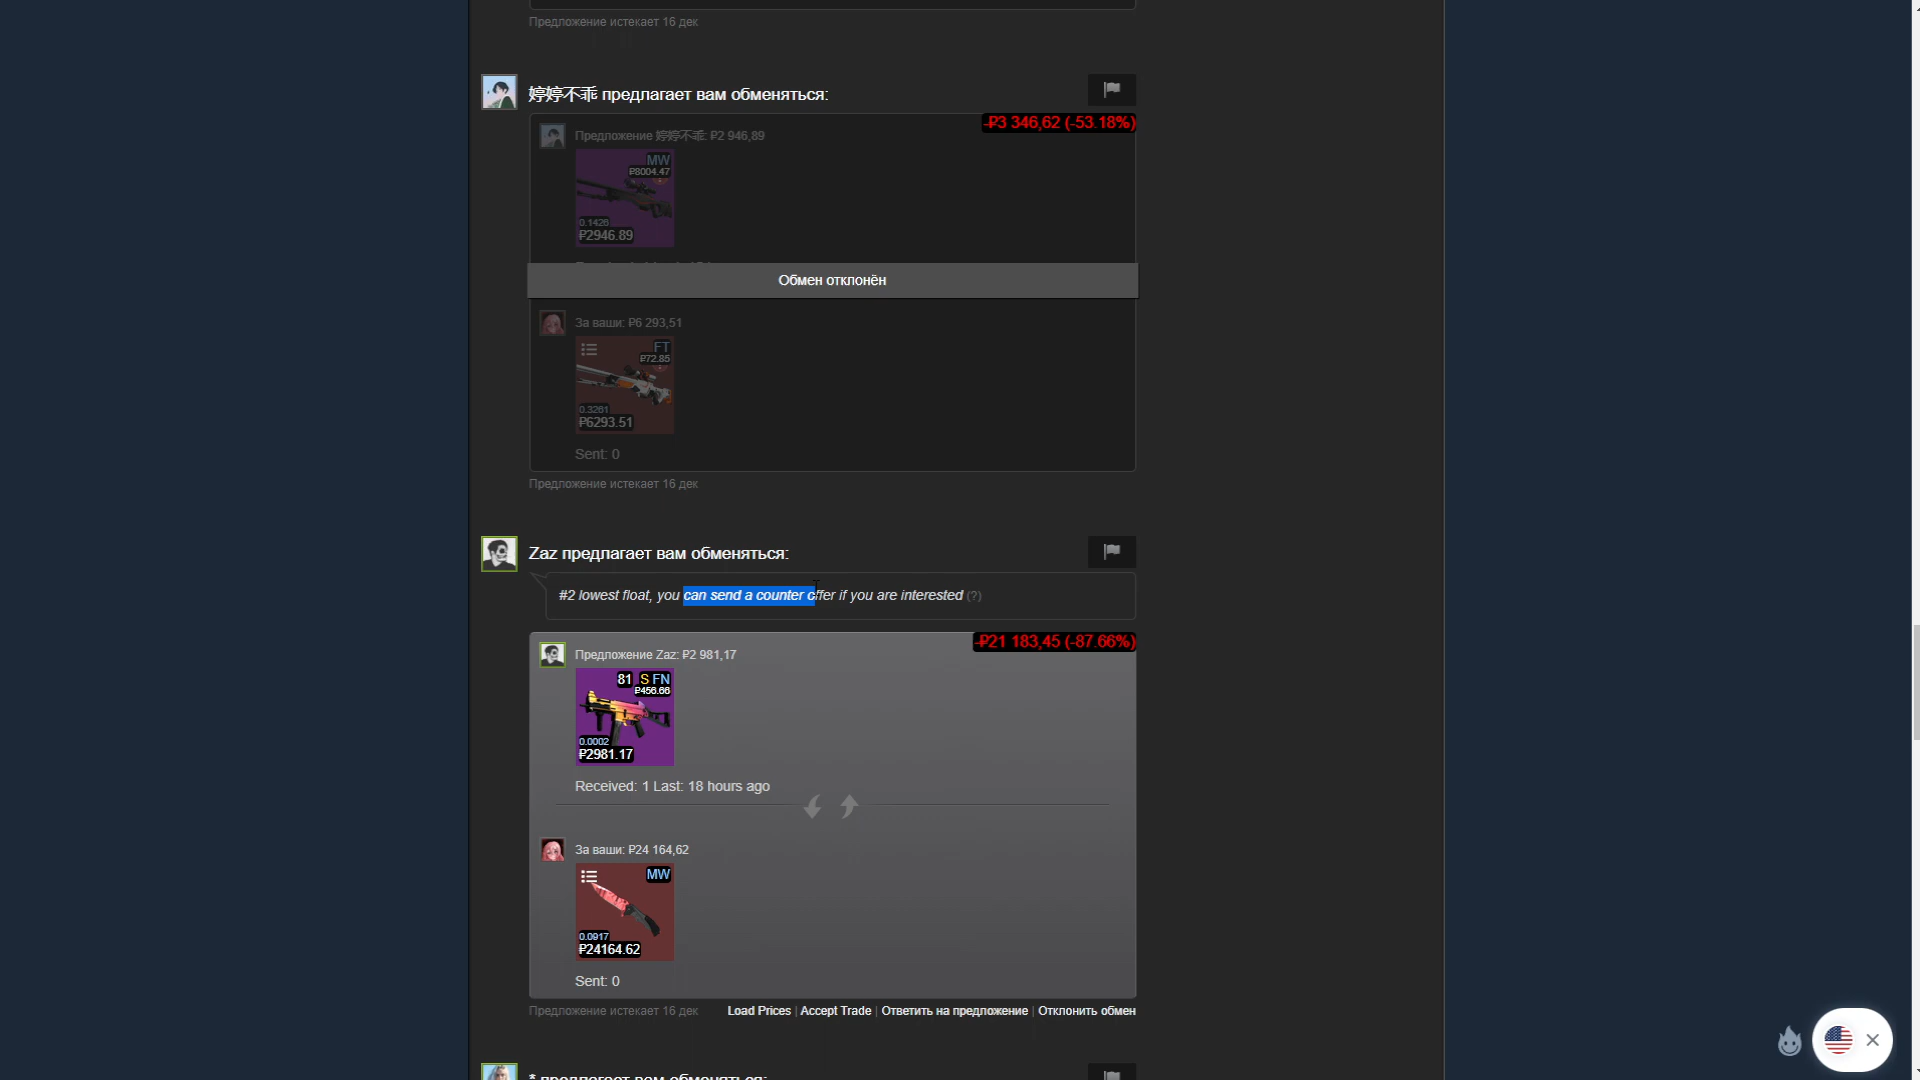 Предложение истекает 16 дек
婷婷不乖 предлагает вам обменяться:
-₽3 346,62 (-53.18%)
Предложение 婷婷不乖: ₽2 946,89
MW
₽8004.47
0.1426
₽2946.89
Обмен отклонён
За ваши: ₽6 293,51
FT
₽72.85
0.3261
₽6293.51
Sent: 0
Предложение истекает 16 дек
Zaz предлагает вам обменяться:
#2 lowest float, you can send a counter offer if you are interested (?)
-₽21 183,45 (-87.66%)
Предложение Zaz: ₽2 981,17
81 S FN
₽456.66
0.0002
₽2981.17
Received: 1 Last: 18 hours ago
За ваши: ₽24 164,62
MW
0.0917
₽24164.62
Sent: 0
Предложение истекает 16 дек
Load Prices | Accept Trade | Ответить на предложение | Отклонить обмен
* предлагает вам обменяться: